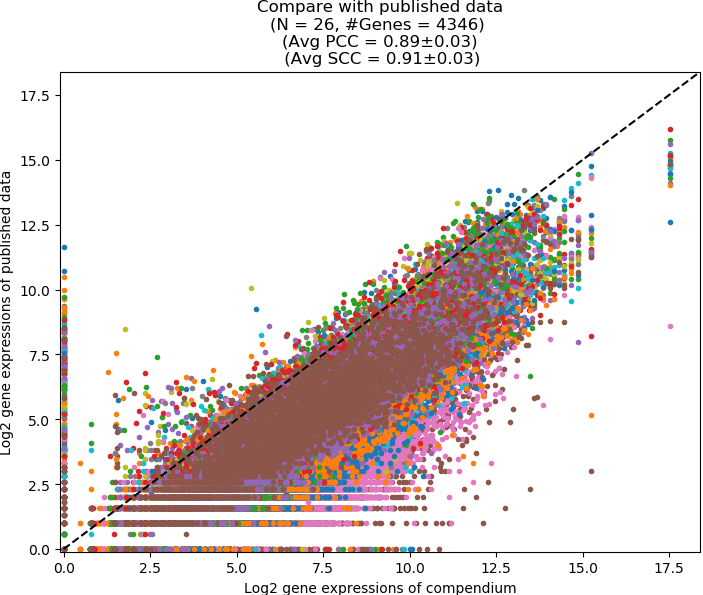 Compare with published data
(N = 26, #Genes = 4346)
(Avg PCC = 0.89±0.03)
(Avg SCC = 0.91±0.03)
Log2 gene expressions of published data
17.5
15.0
12.5
10.0
7.5
5.0
2.5
0.0
0.0 2.5 5.0 7.5 10.0 12.5 15.0 17.5
Log2 gene expressions of compendium